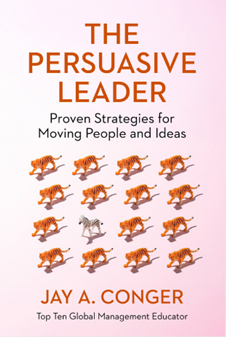 THE
PERSUASIVE
LEADER
Proven Strategies for
Moving People and Ideas
JAY A. CONGER
Top Ten Global Management Educator